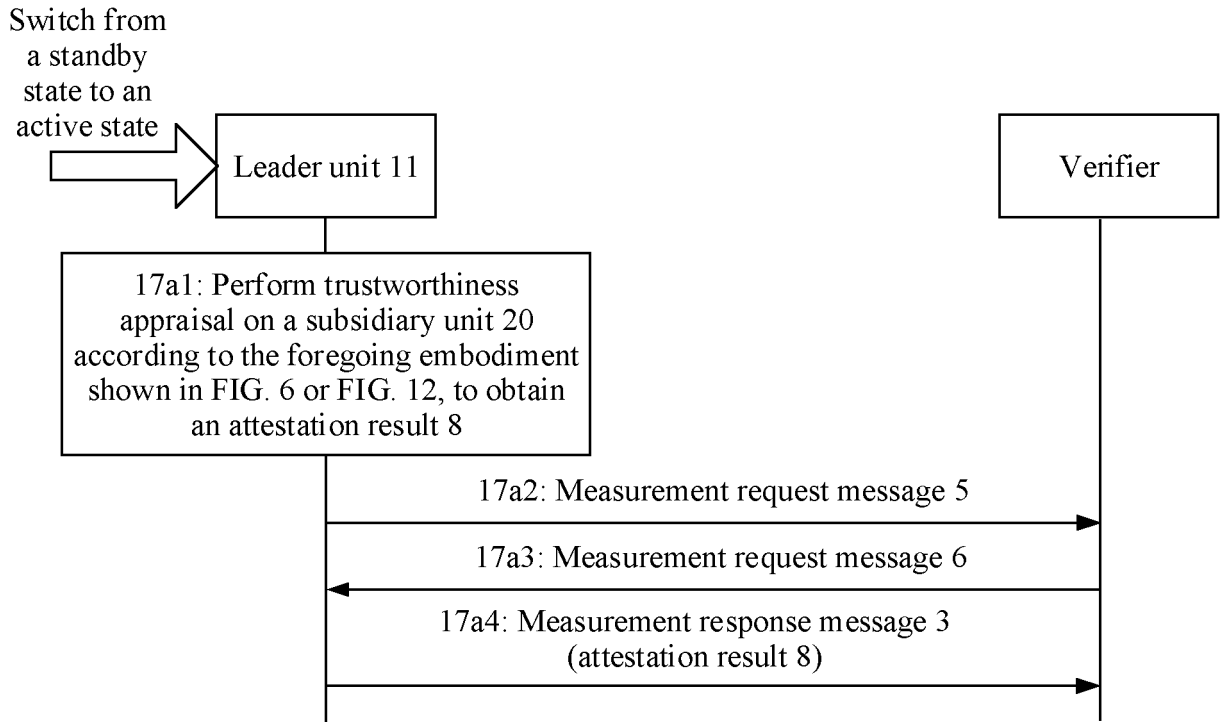 Switch from
a standby
state to an
active state
Leader unit 11
Verifier
17a1: Perform trustworthiness
appraisal on a subsidiary unit 20
according to the foregoing embodiment
shown in FIG. 6 or FIG. 12, to obtain
an attestation result 8
17a2: Measurement request message 5
17a3: Measurement request message 6
17a4: Measurement response message 3
(attestation result 8)